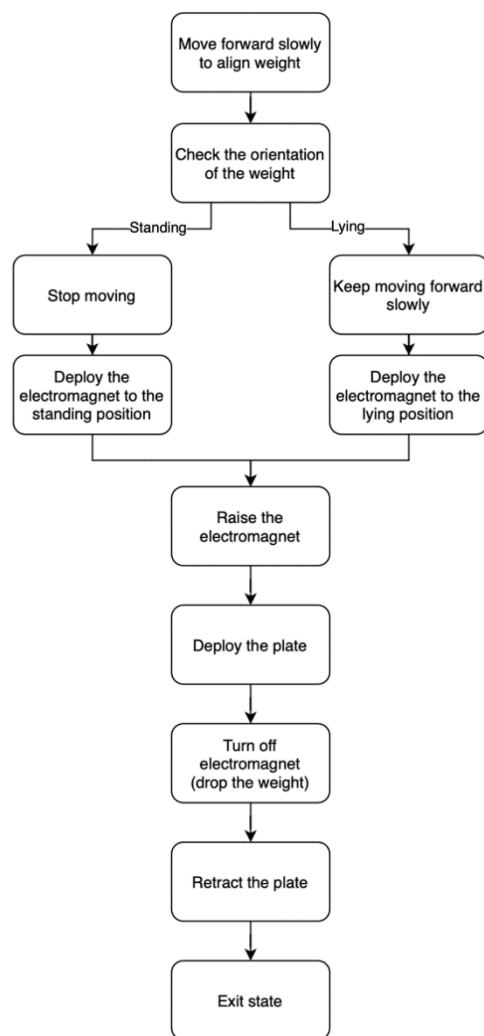 Move forward slowly
to align weight
Check the orientation
of the weight
Standing
Lying
Stop moving
Keep moving forward
slowly
Deploy the
electromagnet to the
standing position
Deploy the
electromagnet to the
lying position
Raise the
electromagnet
Deploy the plate
Turn off
electromagnet
(drop the weight)
Retract the plate
Exit state